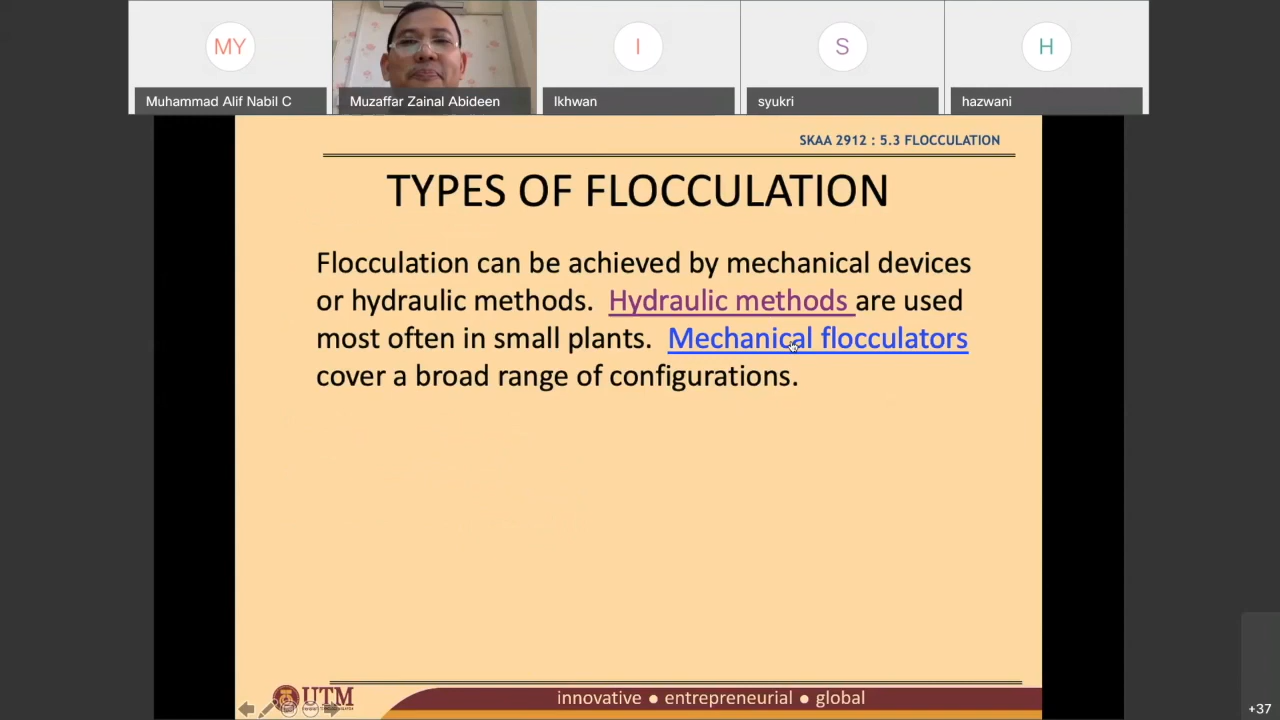 MY
I
S
H
Muhammad Alif Nabil C
Muzaffar Zainal Abideen
Ikhwan
syukri
hazwani
SKAA 2912 : 5.3 FLOCCULATION
TYPES OF FLOCCULATION
Flocculation can be achieved by mechanical devices
or hydraulic methods. Hydraulic methods are used
most often in small plants. Mechanical flocculators
cover a broad range of configurations.
UTM
innovative ● entrepreneurial ● global
+37